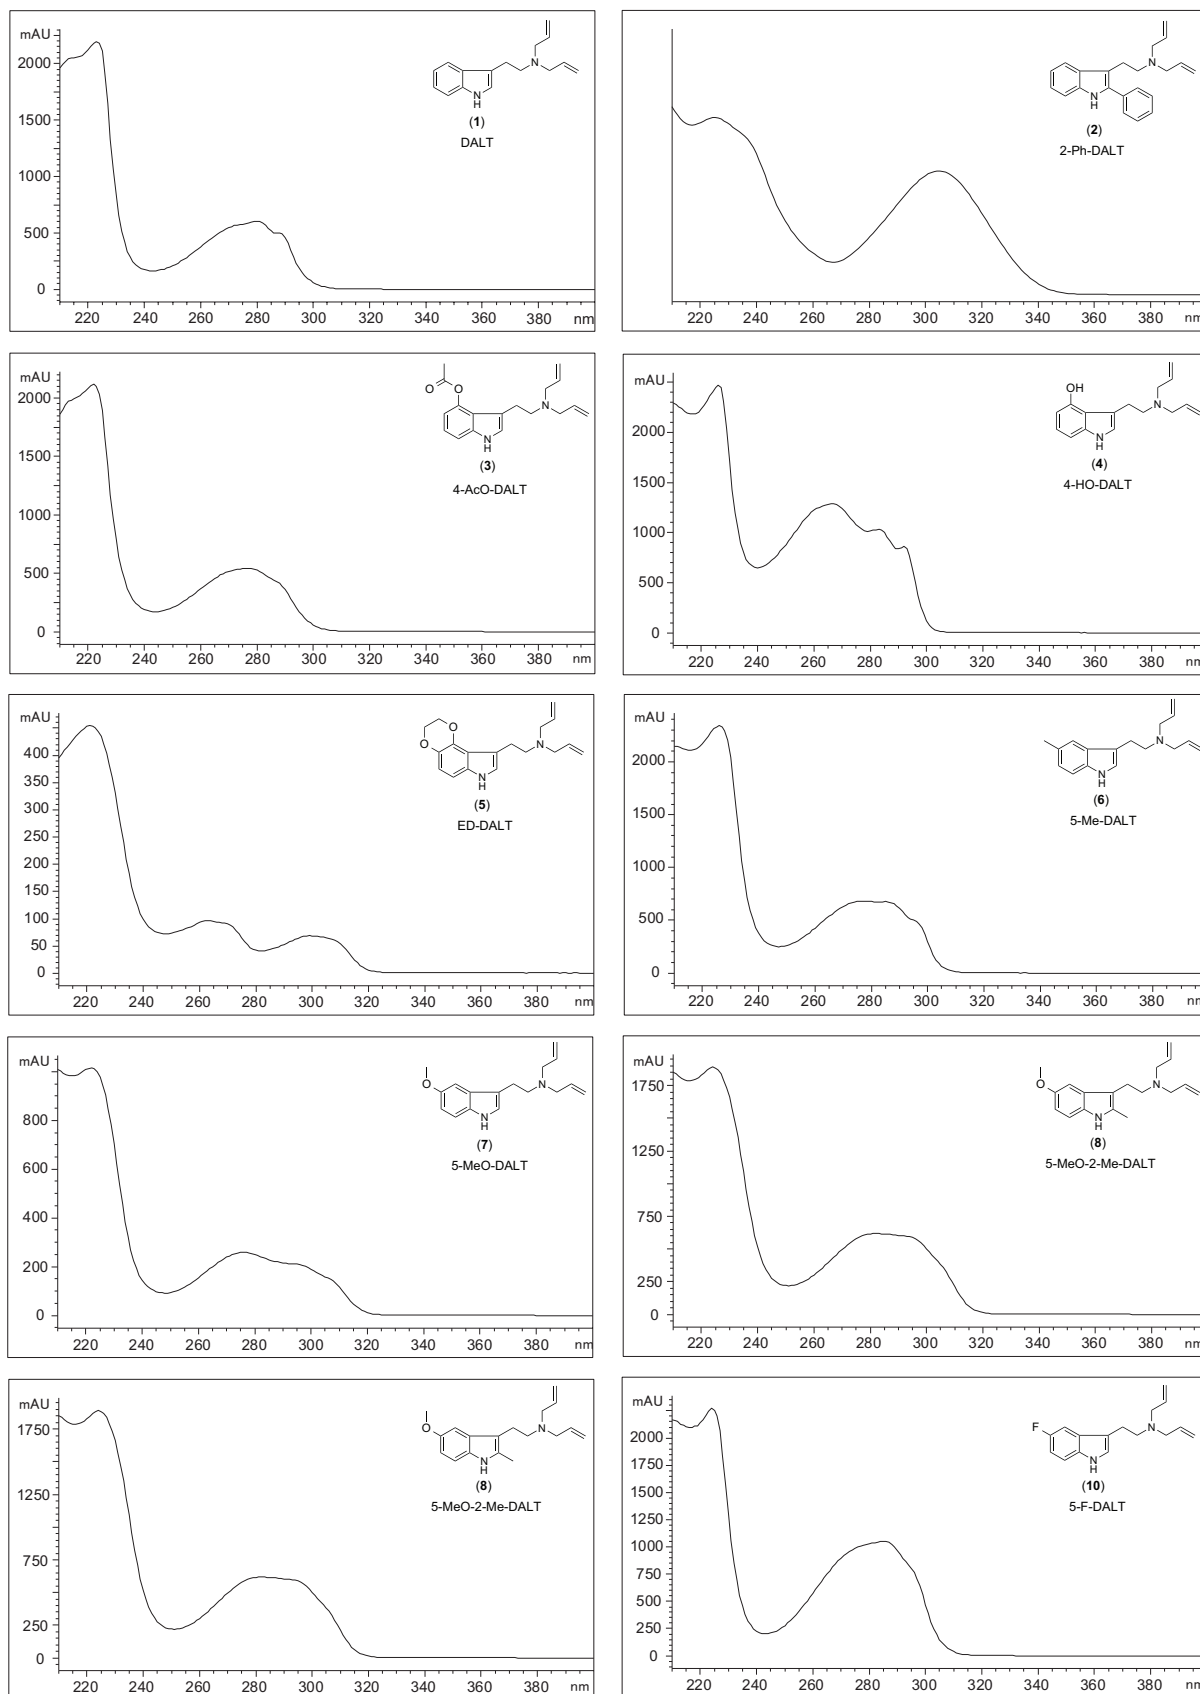 mAU
2000
1500
1000
500
0
220 240 260 280 300 320 340 360 380 nm
N
N
H
(1)
DALT
220 240 260 280 300 320 340 360 380 nm
N
N
H
(2)
2-Ph-DALT
mAU
2000
1500
1000
500
0
220 240 260 280 300 320 340 360 380 nm
O
O
N
N
H
(3)
4-AcO-DALT
mAU
2000
1500
1000
500
0
220 240 260 280 300 320 340 360 380 nm
OH
N
N
H
(4)
4-HO-DALT
mAU
400
350
300
250
200
150
100
50
0
220 240 260 280 300 320 340 360 380 nm
O
O
N
N
H
(5)
ED-DALT
mAU
2000
1500
1000
500
0
220 240 260 280 300 320 340 360 380 nm
N
N
H
(6)
5-Me-DALT
mAU
800
600
400
200
0
220 240 260 280 300 320 340 360 380 nm
O
N
N
H
(7)
5-MeO-DALT
mAU
1750
1250
750
250
0
220 240 260 280 300 320 340 360 380 nm
O
N
N
H
(8)
5-MeO-2-Me-DALT
mAU
1750
1250
750
250
0
220 240 260 280 300 320 340 360 380 nm
O
N
N
H
(8)
5-MeO-2-Me-DALT
mAU
2000
1750
1500
1250
1000
750
500
250
0
220 240 260 280 300 320 340 360 380 nm
F
N
N
H
(10)
5-F-DALT